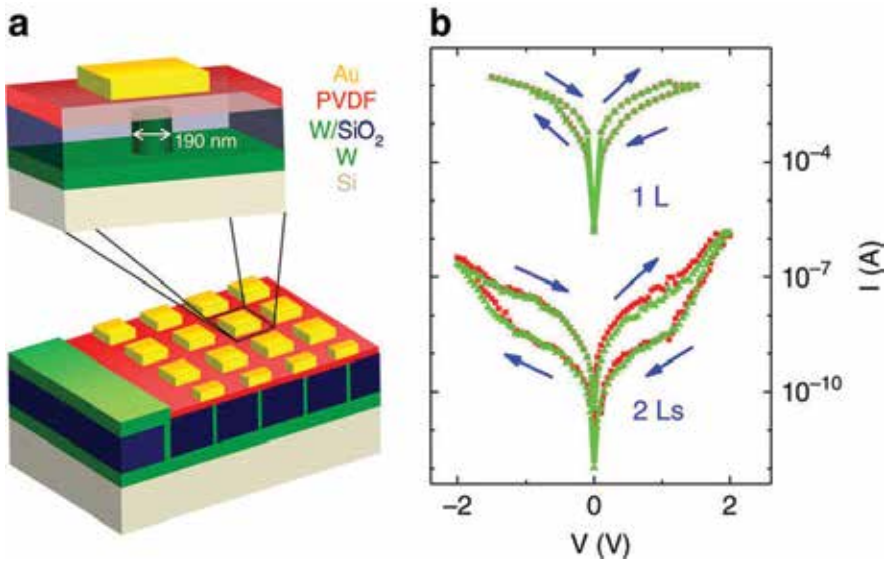 a
Au
PVDF
W/SiO₂
W
Si
190 nm
b
1 L
2 Ls
10⁻⁴
10⁻⁷
10⁻¹⁰
I (A)
−2
0
2
V (V)